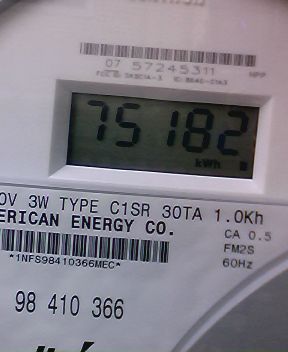 07 57245311 NPP
75182
kWh
0V 3W TYPE C1SR 30TA 1.0Kh
ERICAN ENERGY CO.
CA 0.5
FM2S
60Hz
*1NFS98410366MEC*
98 410 366